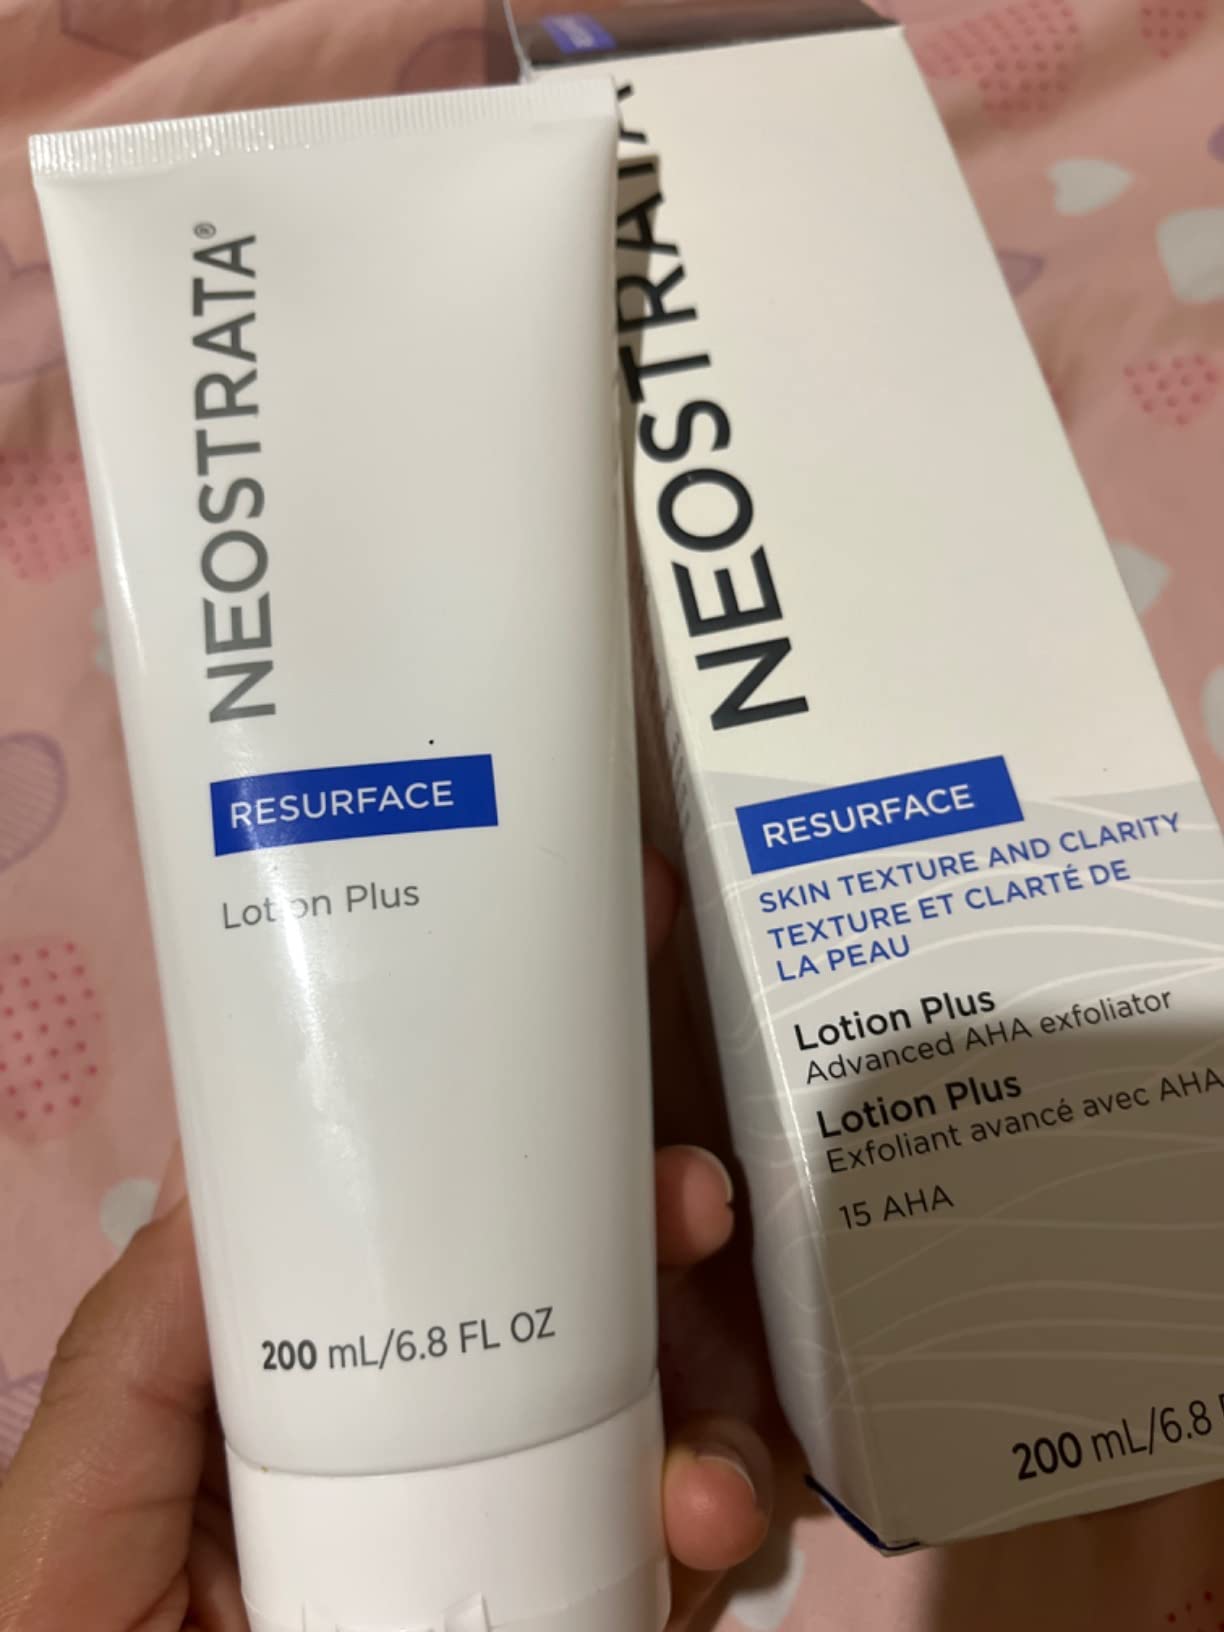 NEOSTRATA®
RESURFACE
Lotion Plus
200 mL/6.8 FL OZ
NEOSTRATA
RESURFACE
SKIN TEXTURE AND CLARITY
TEXTURE ET CLARTÉ DE
LA PEAU
Lotion Plus
Advanced AHA exfoliator
Lotion Plus
Exfoliant avancé avec AHA
15 AHA
200 mL/6.8